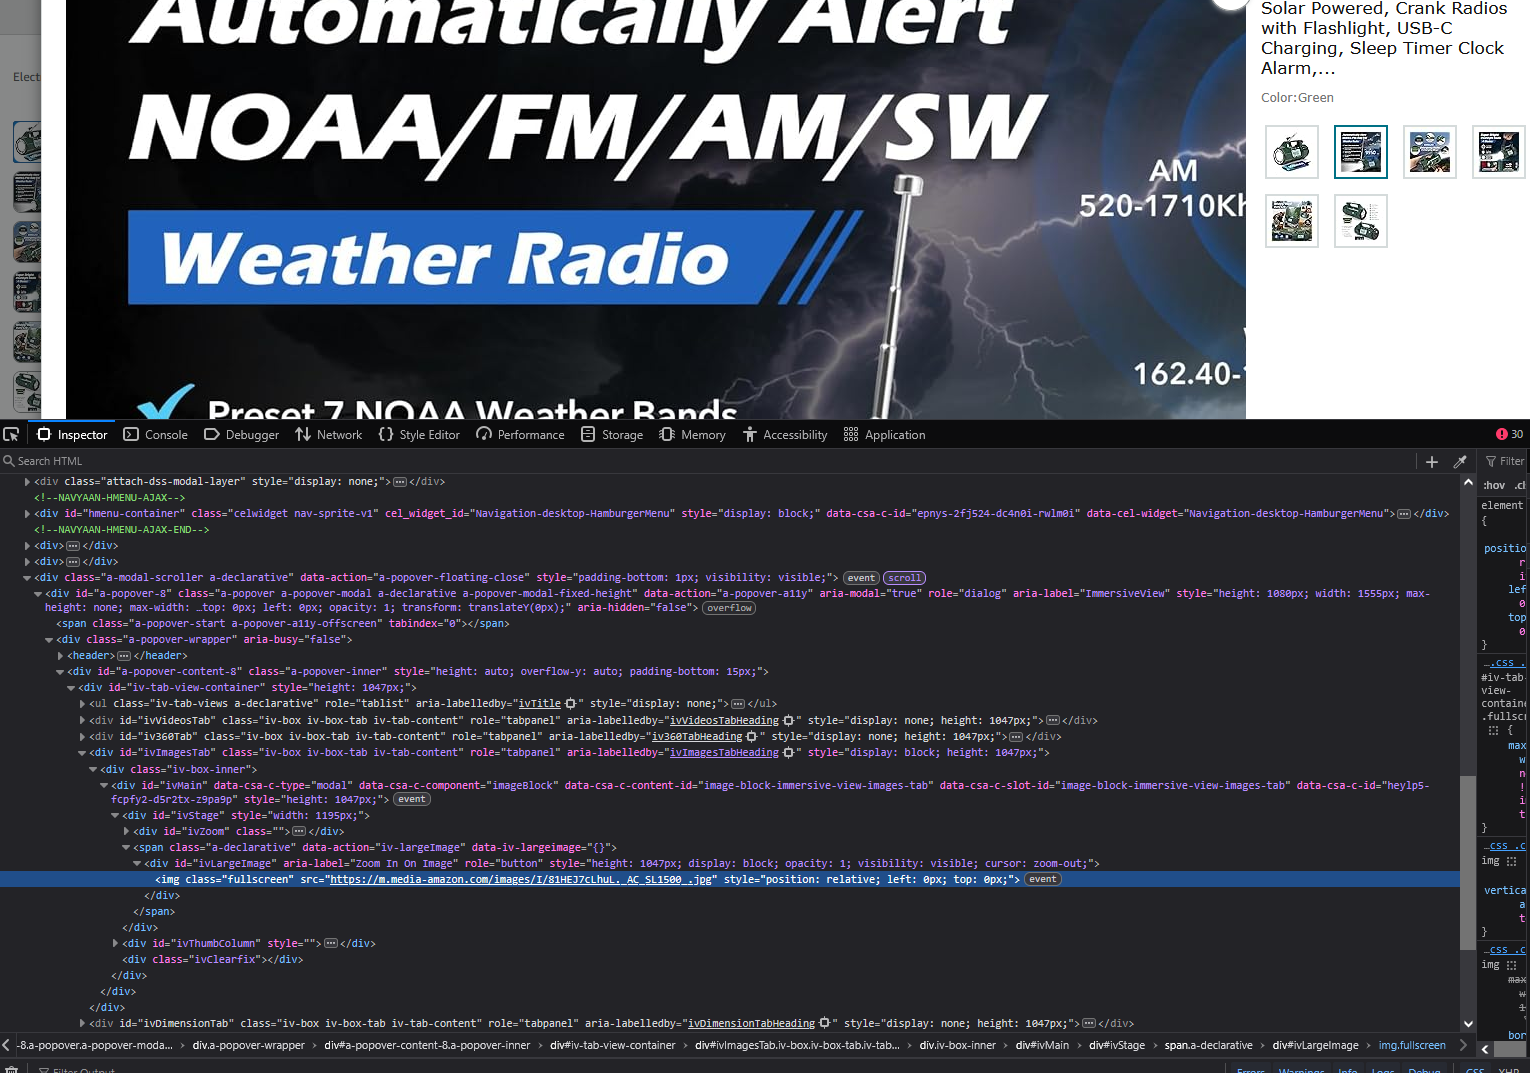 Automatically Alert
NOAA/FM/AM/SW
Weather Radio
Preset 7 NOAA Weather Bands
AM
520-1710Kh
162.40-
Elect
Solar Powered, Crank Radios
with Flashlight, USB-C
Charging, Sleep Timer Clock
Alarm,...
Color:Green
Inspector Console Debugger Network Style Editor Performance Storage Memory Accessibility Application 30
Search HTML
<div class="attach-dss-modal-layer" style="display: none;"></div>
<!--NAVYAAN-HMENU-AJAX-->
<div id="hmenu-container" class="celwidget nav-sprite-v1" cel_widget_id="Navigation-desktop-HamburgerMenu" style="display: block;" data-csa-c-id="epnys-2fj524-dc4n0i-rwlm0i" data-cel-widget="Navigation-desktop-HamburgerMenu"></div>
<!--NAVYAAN-HMENU-AJAX-END-->
<div></div>
<div></div>
<div class="a-modal-scroller a-declarative" data-action="a-popover-floating-close" style="padding-bottom: 1px; visibility: visible;"> event scroll
<div id="a-popover-8" class="a-popover a-popover-modal a-declarative a-popover-modal-fixed-height" data-action="a-popover-a11y" aria-modal="true" role="dialog" aria-label="ImmersiveView" style="height: 1080px; width: 1555px; max-
height: none; max-width: …top: 0px; left: 0px; opacity: 1; transform: translateY(0px);" aria-hidden="false"> overflow
<span class="a-popover-start a-popover-a11y-offscreen" tabindex="0"></span>
<div class="a-popover-wrapper" aria-busy="false">
<header></header>
<div id="a-popover-content-8" class="a-popover-inner" style="height: auto; overflow-y: auto; padding-bottom: 15px;">
<div id="iv-tab-view-container" style="height: 1047px;">
<ul class="iv-tab-views a-declarative" role="tablist" aria-labelledby="ivTitle" style="display: none;"></ul>
<div id="ivVideosTab" class="iv-box iv-box-tab iv-tab-content" role="tabpanel" aria-labelledby="ivVideosTabHeading" style="display: none; height: 1047px;"></div>
<div id="iv360Tab" class="iv-box iv-box-tab iv-tab-content" role="tabpanel" aria-labelledby="iv360TabHeading" style="display: none; height: 1047px;"></div>
<div id="ivImagesTab" class="iv-box iv-box-tab iv-tab-content" role="tabpanel" aria-labelledby="ivImagesTabHeading" style="display: block; height: 1047px;">
<div class="iv-box-inner">
<div id="ivMain" data-csa-c-type="modal" data-csa-c-component="imageBlock" data-csa-c-content-id="image-block-immersive-view-images-tab" data-csa-c-slot-id="image-block-immersive-view-images-tab" data-csa-c-id="heylp5-
fcpfy2-d5r2tx-z9pa9p" style="height: 1047px;"> event
<div id="ivStage" style="width: 1195px;">
<div id="ivZoom" class=""></div>
<span class="a-declarative" data-action="iv-largeImage" data-iv-largeimage="{}">
<div id="ivLargeImage" aria-label="Zoom In On Image" role="button" style="height: 1047px; display: block; opacity: 1; visibility: visible; cursor: zoom-out;">
<img class="fullscreen" src="https://m.media-amazon.com/images/I/81HEJ7cLhuL._AC_SL1500_.jpg" style="position: relative; left: 0px; top: 0px;"> event
</div>
</span>
</div>
<div id="ivThumbColumn" style=""></div>
<div class="ivClearfix"></div>
</div>
</div>
</div>
<div id="ivDimensionTab" class="iv-box iv-box-tab iv-tab-content" role="tabpanel" aria-labelledby="ivDimensionTabHeading" style="display: none; height: 1047px;"></div>
-8.a-popover.a-popover-moda... div.a-popover-wrapper div#a-popover-content-8.a-popover-inner div#iv-tab-view-container div#ivImagesTab.iv-box.iv-box-tab.iv-tab... div.iv-box-inner div#ivMain div#ivStage span.a-declarative div#ivLargeImage img.fullscreen
Filter Output
Errors Warnings Info Logs Debug CSS XHR
Filter
:hov .cl
element
{
positio
r
i
lef
0
top
0
}
….css
#iv-tab-
view-
contain
.fullscr
{
max
w
n
!
i
t
}
….css
img
vertica
a
t
}
….css
img
max
w
1
bor